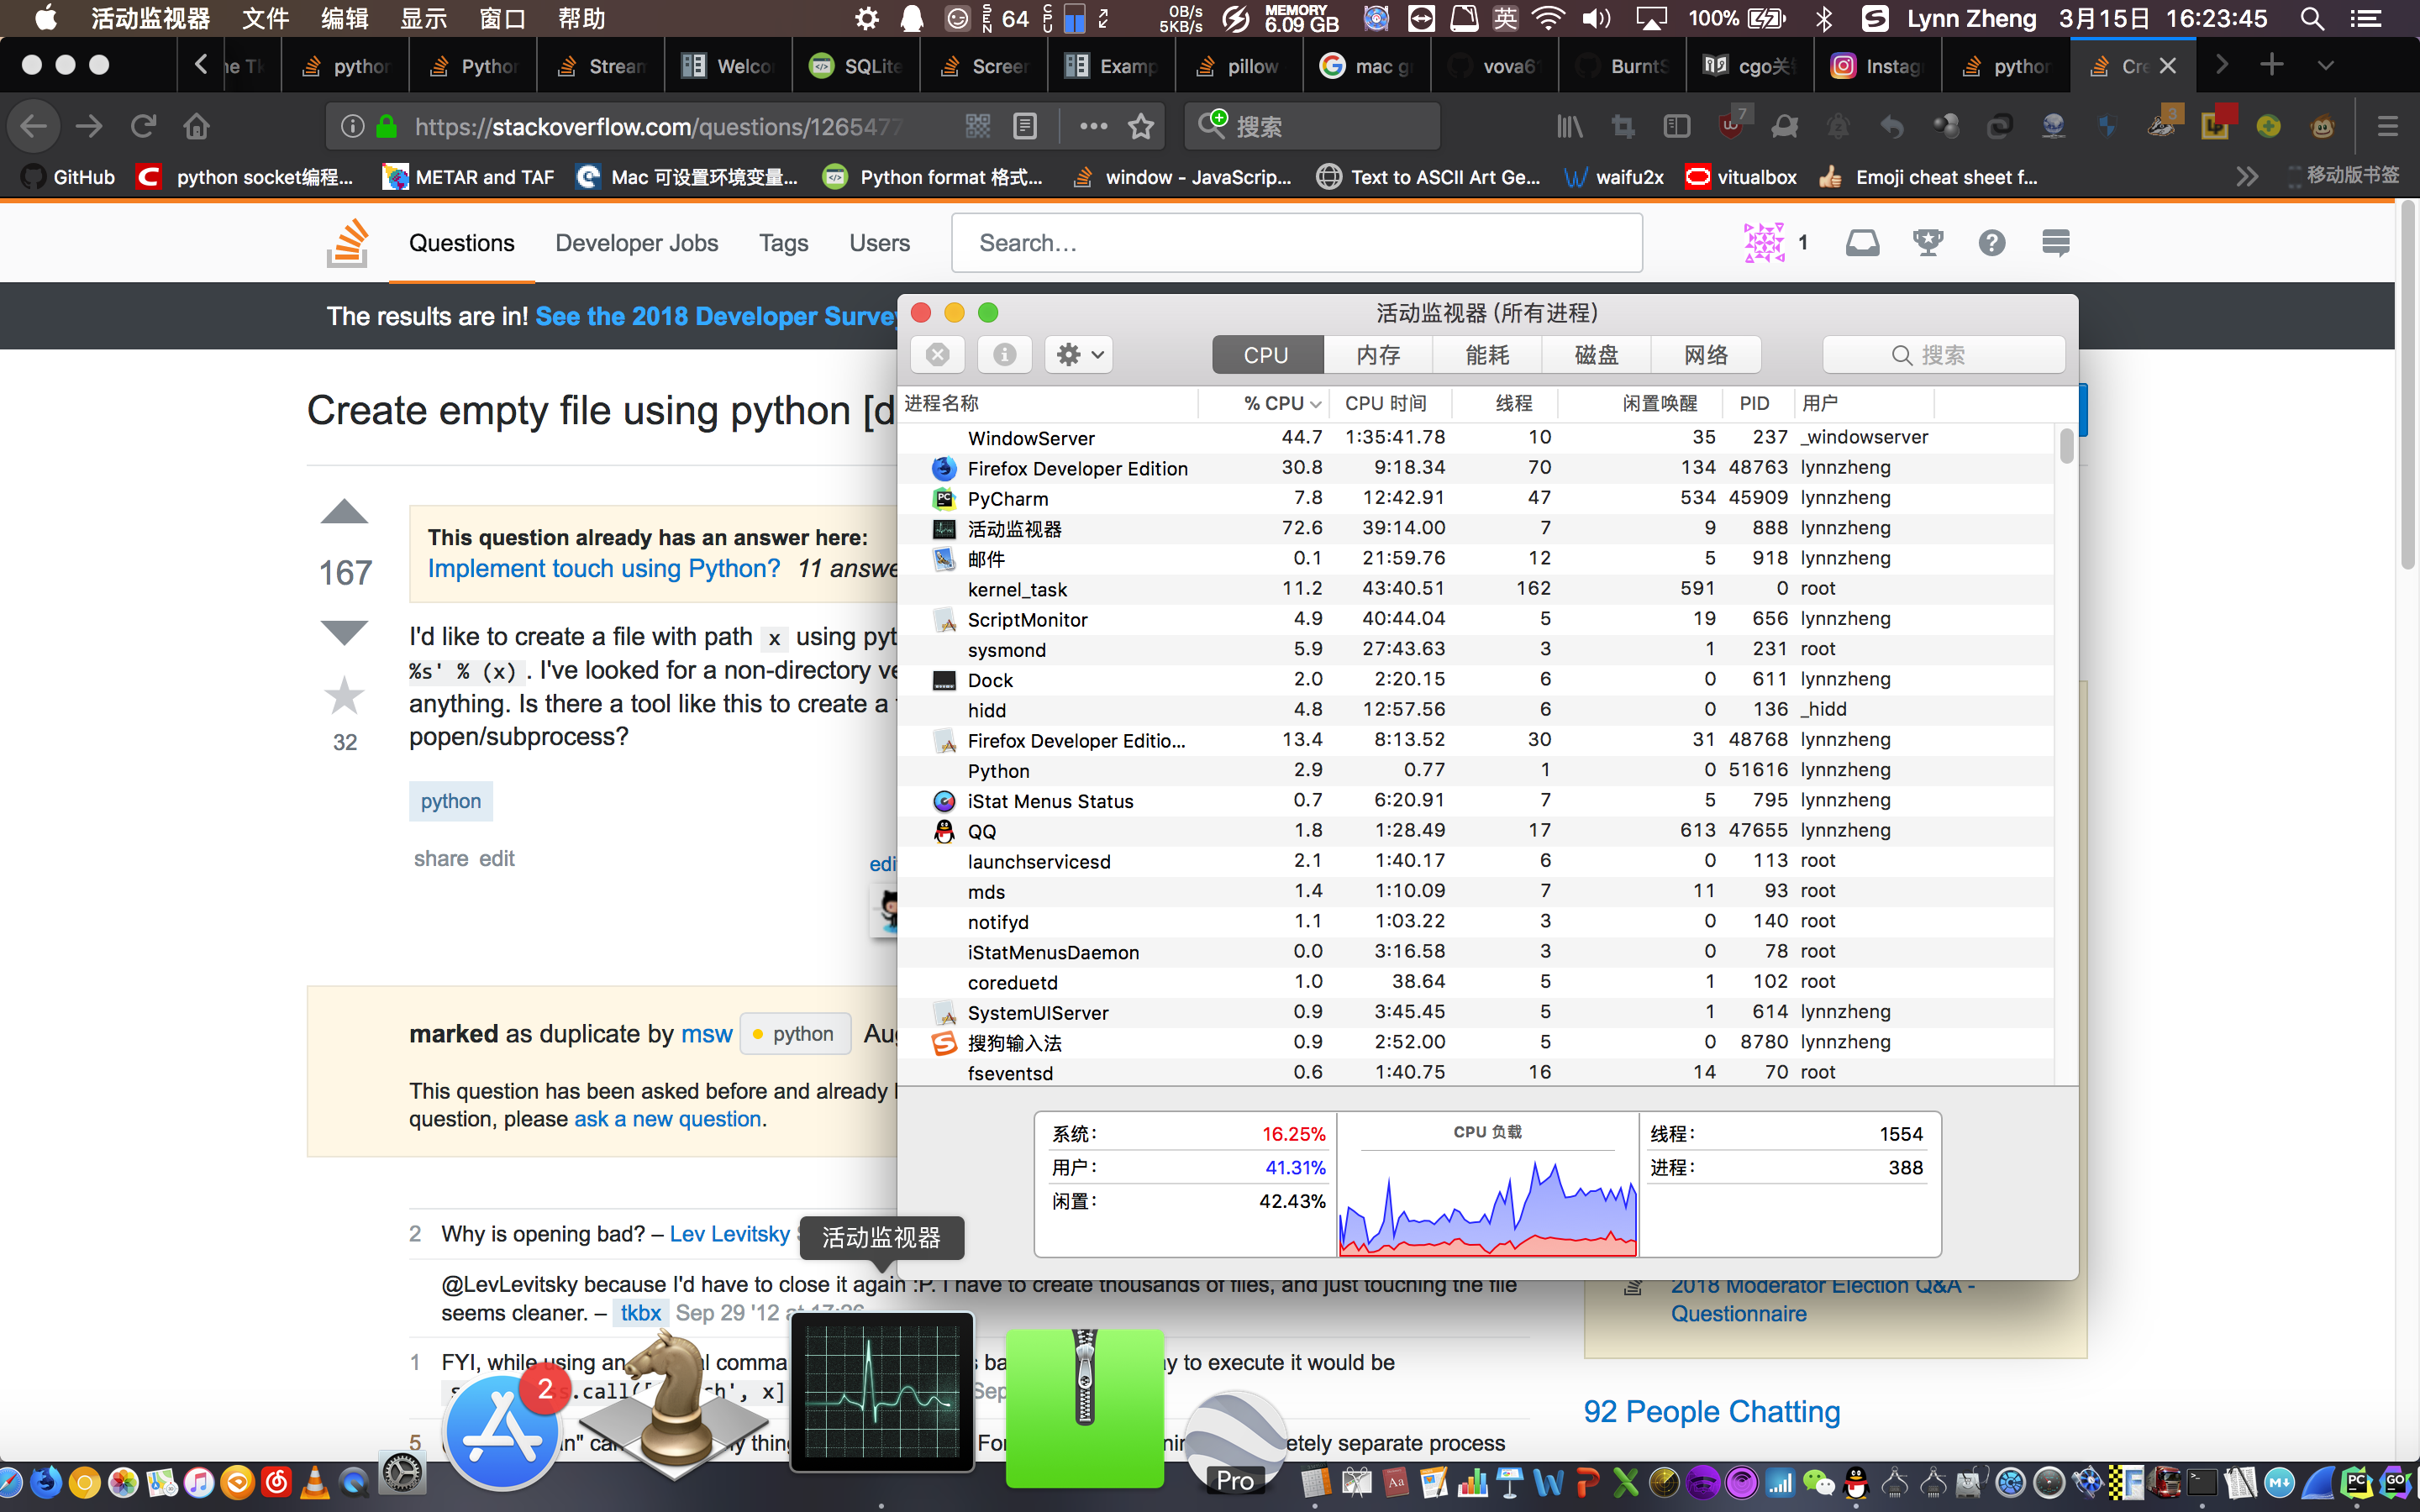 活动监视器 文件 编辑 显示 窗口 帮助 SEN 64 CPU 0B/s 5KB/s MEMORY 6.09 GB 英 100% Lynn Zheng 3月15日 16:23:45
python Python Stream Welco SQLite Screen Examp pillow mac g vova6 BurntS cgo关 Instag python Cre
https://stackoverflow.com/questions/1265477 搜索 7 3
GitHub python socket编程... METAR and TAF Mac 可设置环境变量... Python format 格式... window - JavaScrip... Text to ASCII Art Ge... waifu2x vitualbox Emoji cheat sheet f... 移动版书签
Questions Developer Jobs Tags Users Search... 1
The results are in! See the 2018 Developer Survey
Create empty file using python [d
167
This question already has an answer here:
Implement touch using Python? 11 answe
I'd like to create a file with path x using pyt
%s' % (x) . I've looked for a non-directory ve
anything. Is there a tool like this to create a
popen/subprocess?
32
python
share edit
edi
marked as duplicate by msw python Aug
This question has been asked before and already
question, please ask a new question.
2 Why is opening bad? – Lev Levitsky
@LevLevitsky because I'd have to close it again :P. I have to create thousands of files, and just touching the file
seems cleaner. – tkbx Sep 29 '12 at 17:26
1 FYI, while using an
y to execute it would be
.call([
ch', x]
Sep
5
etely separate process
活动监视器 (所有进程)
CPU 内存 能耗 磁盘 网络 搜索
进程名称 % CPU CPU 时间 线程 闲置唤醒 PID 用户
WindowServer 44.7 1:35:41.78 10 35 237 _windowserver
Firefox Developer Edition 30.8 9:18.34 70 134 48763 lynnzheng
PyCharm 7.8 12:42.91 47 534 45909 lynnzheng
活动监视器 72.6 39:14.00 7 9 888 lynnzheng
邮件 0.1 21:59.76 12 5 918 lynnzheng
kernel_task 11.2 43:40.51 162 591 0 root
ScriptMonitor 4.9 40:44.04 5 19 656 lynnzheng
sysmond 5.9 27:43.63 3 1 231 root
Dock 2.0 2:20.15 6 0 611 lynnzheng
hidd 4.8 12:57.56 6 0 136 _hidd
Firefox Developer Editio... 13.4 8:13.52 30 31 48768 lynnzheng
Python 2.9 0.77 1 0 51616 lynnzheng
iStat Menus Status 0.7 6:20.91 7 5 795 lynnzheng
QQ 1.8 1:28.49 17 613 47655 lynnzheng
launchservicesd 2.1 1:40.17 6 0 113 root
mds 1.4 1:10.09 7 11 93 root
notifyd 1.1 1:03.22 3 0 140 root
iStatMenusDaemon 0.0 3:16.58 3 0 78 root
coreduetd 1.0 38.64 5 1 102 root
SystemUIServer 0.9 3:45.45 5 1 614 lynnzheng
搜狗输入法 0.9 2:52.00 5 0 8780 lynnzheng
fseventsd 0.6 1:40.75 16 14 70 root
系统: 16.25% CPU 负载 线程: 1554
用户: 41.31% 进程: 388
闲置: 42.43%
活动监视器
2018 Moderator Election Q&A -
Questionnaire
92 People Chatting
2
Pro